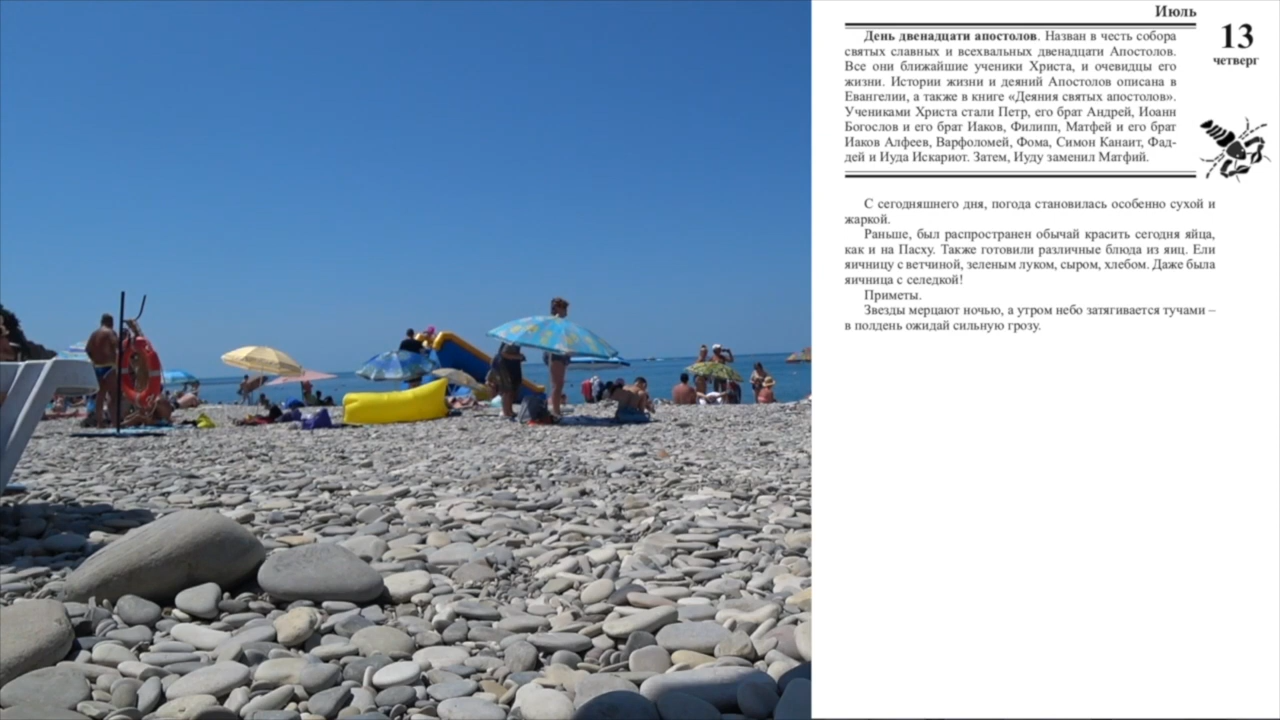 Июль
13
четверг
День двенадцати апостолов. Назван в честь собора
святых славных и всехвальных двенадцати Апостолов.
Все они ближайшие ученики Христа, и очевидцы его
жизни. Истории жизни и деяний Апостолов описана в
Евангелии, а также в книге «Деяния святых апостолов».
Учениками Христа стали Петр, его брат Андрей, Иоанн
Богослов и его брат Иаков, Филипп, Матфей и его брат
Иаков Алфеев, Варфоломей, Фома, Симон Канаит, Фад-
дей и Иуда Искариот. Затем, Иуду заменил Матфий.
С сегодняшнего дня, погода становилась особенно сухой и
жаркой.
Раньше, был распространен обычай красить сегодня яйца,
как и на Пасху. Также готовили различные блюда из яиц. Ели
яичницу с ветчиной, зеленым луком, сыром, хлебом. Даже была
яичница с селедкой!
Приметы.
Звезды мерцают ночью, а утром небо затягивается тучами –
в полдень ожидай сильную грозу.